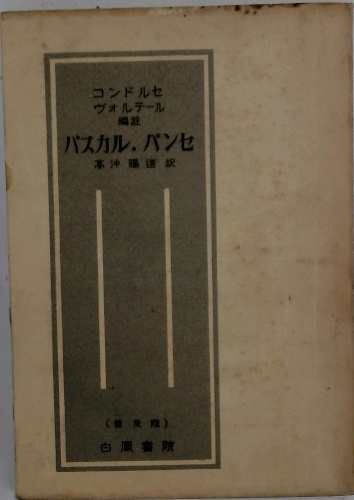 コンドルセ
ヴォルテール
編註
パスカル．パンセ
高沖陽造 訳
(普及版)
白鳳書院